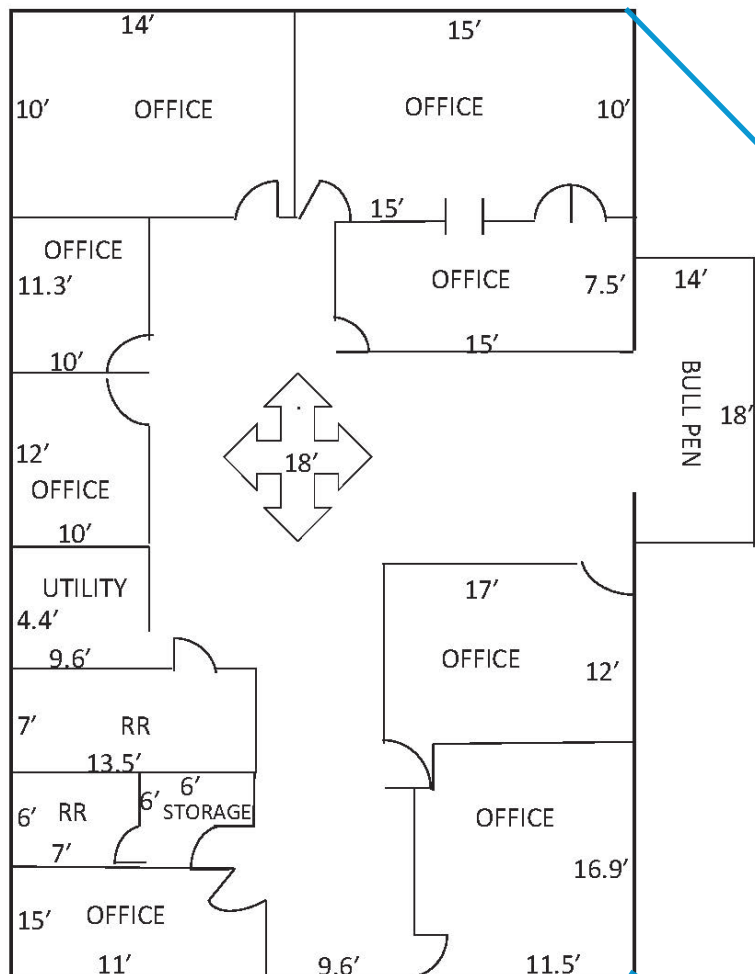 14′
15′
10′
OFFICE
OFFICE
10′
15′
OFFICE
11.3′
10′
OFFICE
7.5′
15′
14′
BULL PEN
18′
12′
OFFICE
10′
18′
UTILITY
4.4′
9.6′
17′
OFFICE
12′
7′
RR
13.5′
6′
RR
7′
6′
6′
STORAGE
OFFICE
16.9′
15′
OFFICE
11′
9.6′
11.5′